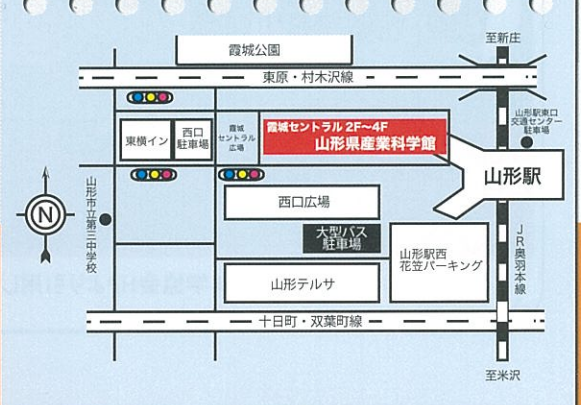 霞城公園
至新庄
東原・村木沢線
東横イン
西口
駐車場
霞城
セントラル
広場
霞城セントラル 2F〜4F
山形県産業科学館
山形駅東口
交通センター
駐車場
山形駅
N
山形市立第三中学校
西口広場
大型バス
駐車場
山形駅西
花笠パーキング
JR奥羽本線
山形テルサ
十日町・双葉町線
至米沢